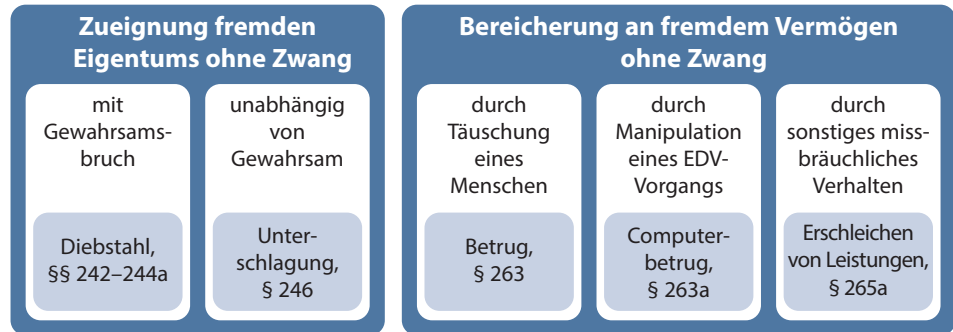 Zueignung fremden
Eigentums ohne Zwang
mit
Gewahrsams-
bruch
Diebstahl,
§§ 242–244a
unabhängig
von
Gewahrsam
Unter-
schlagung,
§ 246
Bereicherung an fremdem Vermögen
ohne Zwang
durch
Täuschung
eines
Menschen
Betrug,
§ 263
durch
Manipulation
eines EDV-
Vorgangs
Computer-
betrug,
§ 263a
durch
sonstiges miss-
bräuchliches
Verhalten
Erschleichen
von Leistungen,
§ 265a